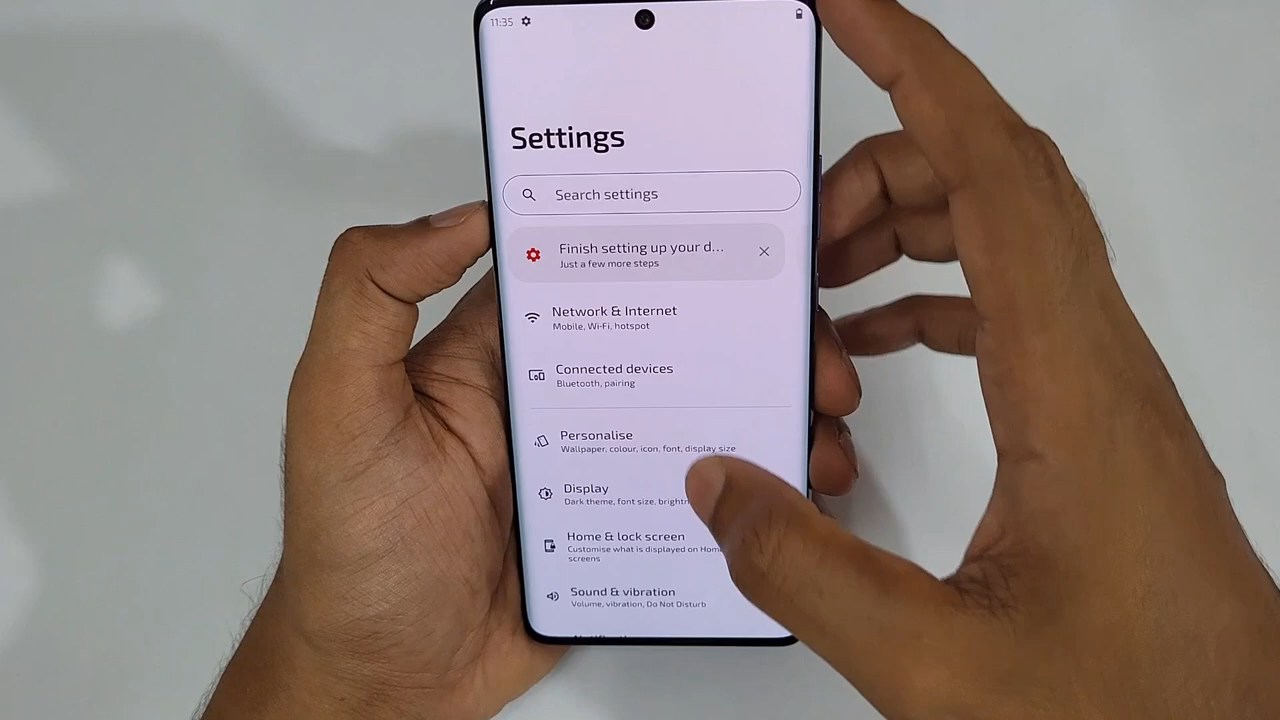 11:35
Settings
Search settings
Finish setting up your d...
Just a few more steps
Network & Internet
Mobile, Wi-Fi, hotspot
Connected devices
Bluetooth, pairing
Personalise
Wallpaper, colour, icon, font, display size
Display
Dark theme, font size,
Home & lock screen
Customise what is displayed on
screens
Sound & vibration
Volume, vibration, Do Not Disturb